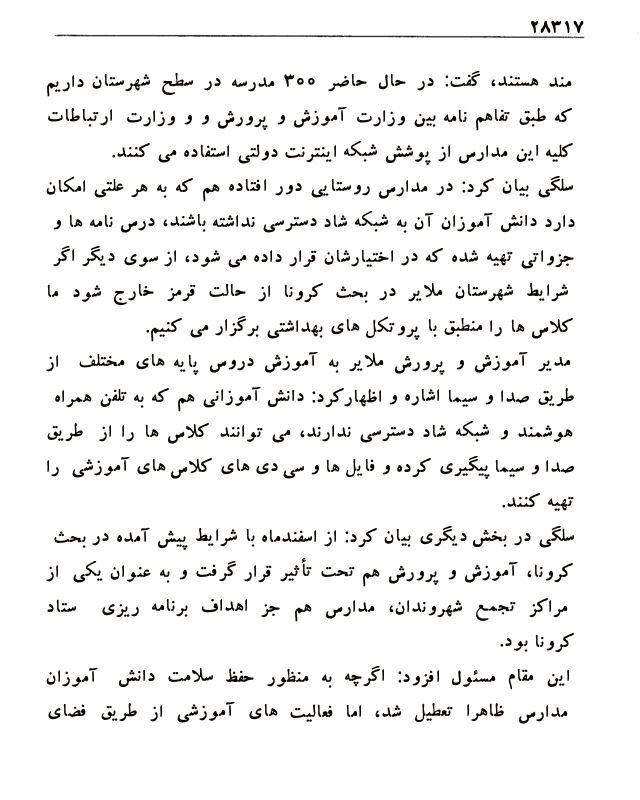 ۲۸۳۱۷
مند هستند، گفت: در حال حاضر ۳۰۰ مدرسه در سطح شهرستان داریم
که طبق تفاهم نامه بین وزارت آموزش و پرورش و و وزارت ارتباطات
کلیه این مدارس از پوشش شبکه اینترنت دولتی استفاده می کنند.
سلگی بیان کرد: در مدارس روستایی دور افتاده هم که به هر علتی امکان
دارد دانش آموزان آن به شبکه شاد دسترسی نداشته باشند، درس نامه ها و
جزواتی تهیه شده که در اختیارشان قرار داده می شود، از سوی دیگر اگر
شرایط شهرستان ملایر در بحث کرونا از حالت قرمز خارج شود ما
کلاس ها را منطبق با پروتکل های بهداشتی برگزار می کنیم.
مدیر آموزش و پرورش ملایر به آموزش دروس پایه های مختلف از
طریق صدا و سیما اشاره و اظهارکرد: دانش آموزانی هم که به تلفن همراه
هوشمند و شبکه شاد دسترسی ندارند، می توانند کلاس ها را از طریق
صدا و سیما پیگیری کرده و فایل ها و سی دی های کلاس های آموزشی را
تهیه کنند.
سلگی در بخش دیگری بیان کرد: از اسفندماه با شرایط پیش آمده در بحث
کرونا، آموزش و پرورش هم تحت تأثیر قرار گرفت و به عنوان یکی از
مراکز تجمع شهروندان، مدارس هم جز اهداف برنامه ریزی ستاد
کرونا بود.
این مقام مسئول افزود: اگرچه به منظور حفظ سلامت دانش آموزان
مدارس ظاهرا تعطیل شد، اما فعالیت های آموزشی از طریق فضای